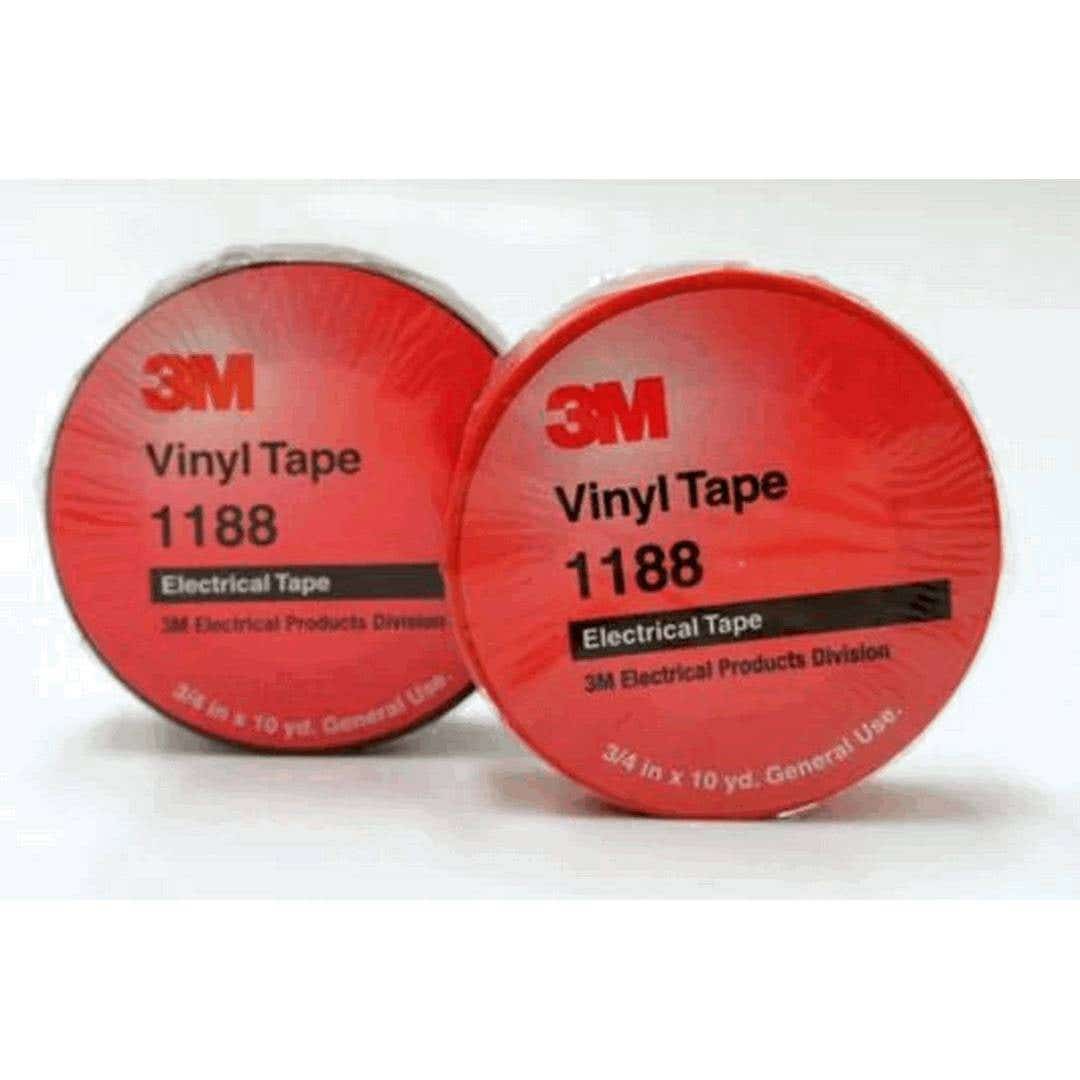 3M
Vinyl Tape
1188
Electrical Tape
3M Electrical Products Division
3/4 in x 10 yd. General Use.
3M
Vinyl Tape
1188
Electrical Tape
3M Electrical Products Division
3/4 in x 10 yd. General Use.